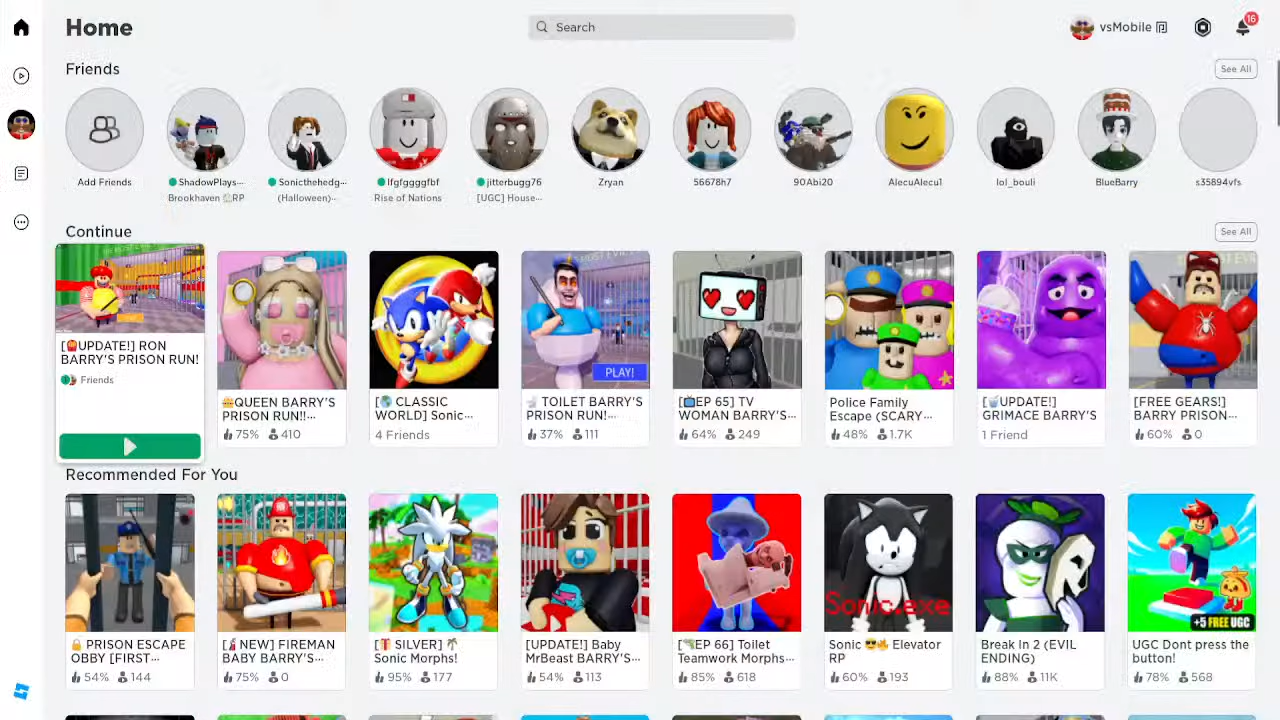 Home
Search
vsMobile
16
Friends
See All
Add Friends
ShadowPlays···
Brookhaven 🏠RP
Sonicthehedg···
(Halloween)···
lfgfggggfbf
Rise of Nations
jitterbugg76
[UGC] House···
Zryan
56678h7
90Abi20
AlecuAlecu1
lol_bouli
BlueBarry
s35894vfs
Continue
See All
[UPDATE!] RON
BARRY'S PRISON RUN!
Friends
QUEEN BARRY'S
PRISON RUN!!···
75% 410
[🌎 CLASSIC
WORLD] Sonic···
4 Friends
PLAY!
🚽 TOILET BARRY'S
PRISON RUN!···
37% 111
[📺EP 65] TV
WOMAN BARRY'S···
64% 249
Police Family
Escape (SCARY···
48% 1.7K
[UPDATE!]
GRIMACE BARRY'S
1 Friend
[FREE GEARS!]
BARRY PRISON···
60% 0
Recommended For You
🔒 PRISON ESCAPE
OBBY [FIRST···
54% 144
[NEW] FIREMAN
BABY BARRY'S···
75% 0
[🎁 SILVER] 🌴
Sonic Morphs!
95% 177
[UPDATE!] Baby
MrBeast BARRY'S···
54% 113
[🔫EP 66] Toilet
Teamwork Morphs···
85% 618
Sonic.exe
Sonic 😎🔥 Elevator
RP
60% 193
Break In 2 (EVIL
ENDING)
88% 11K
+5 FREE UGC
UGC Dont press the
button!
78% 568